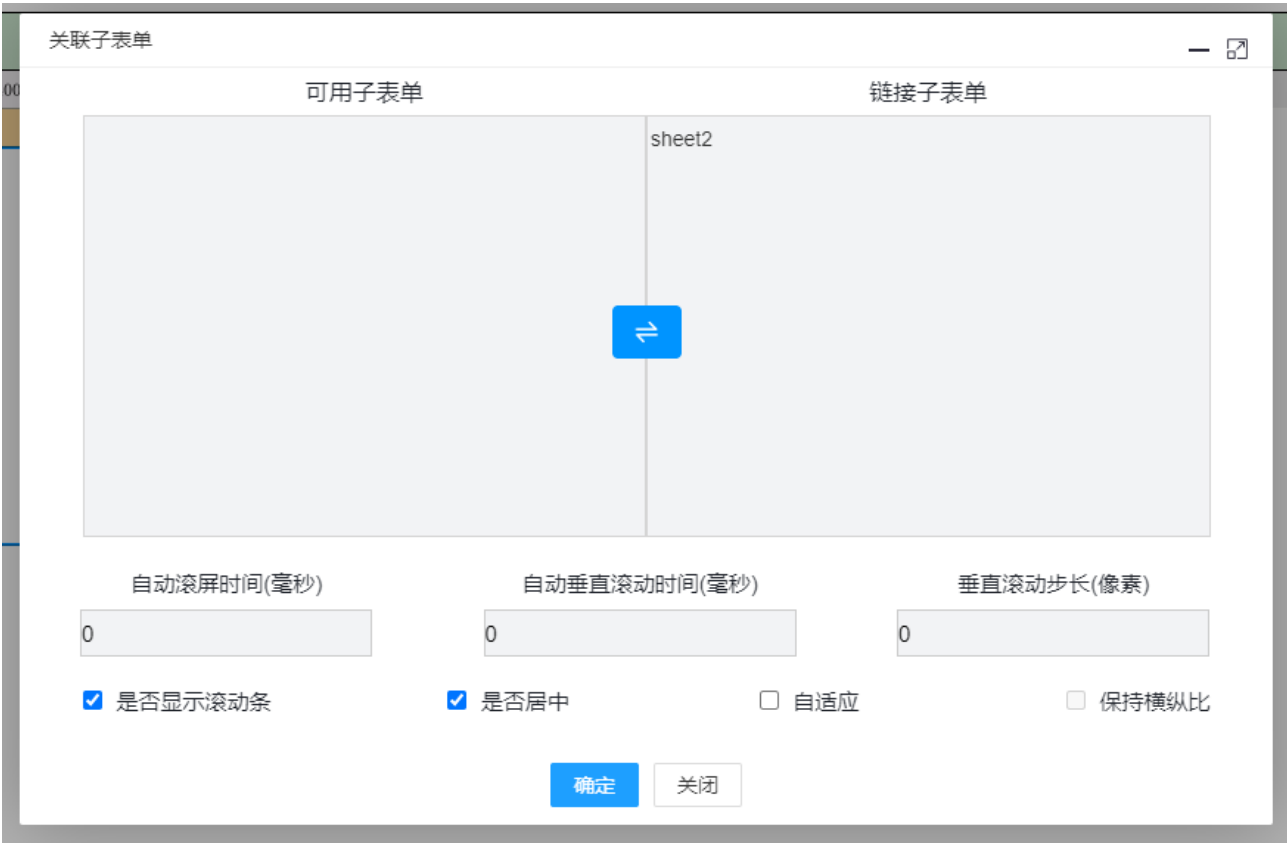 关联子表单
00
可用子表单
链接子表单
sheet2
自动滚屏时间(毫秒)
自动垂直滚动时间(毫秒)
垂直滚动步长(像素)
0
0
0
是否显示滚动条
是否居中
自适应
保持横纵比
确定
关闭